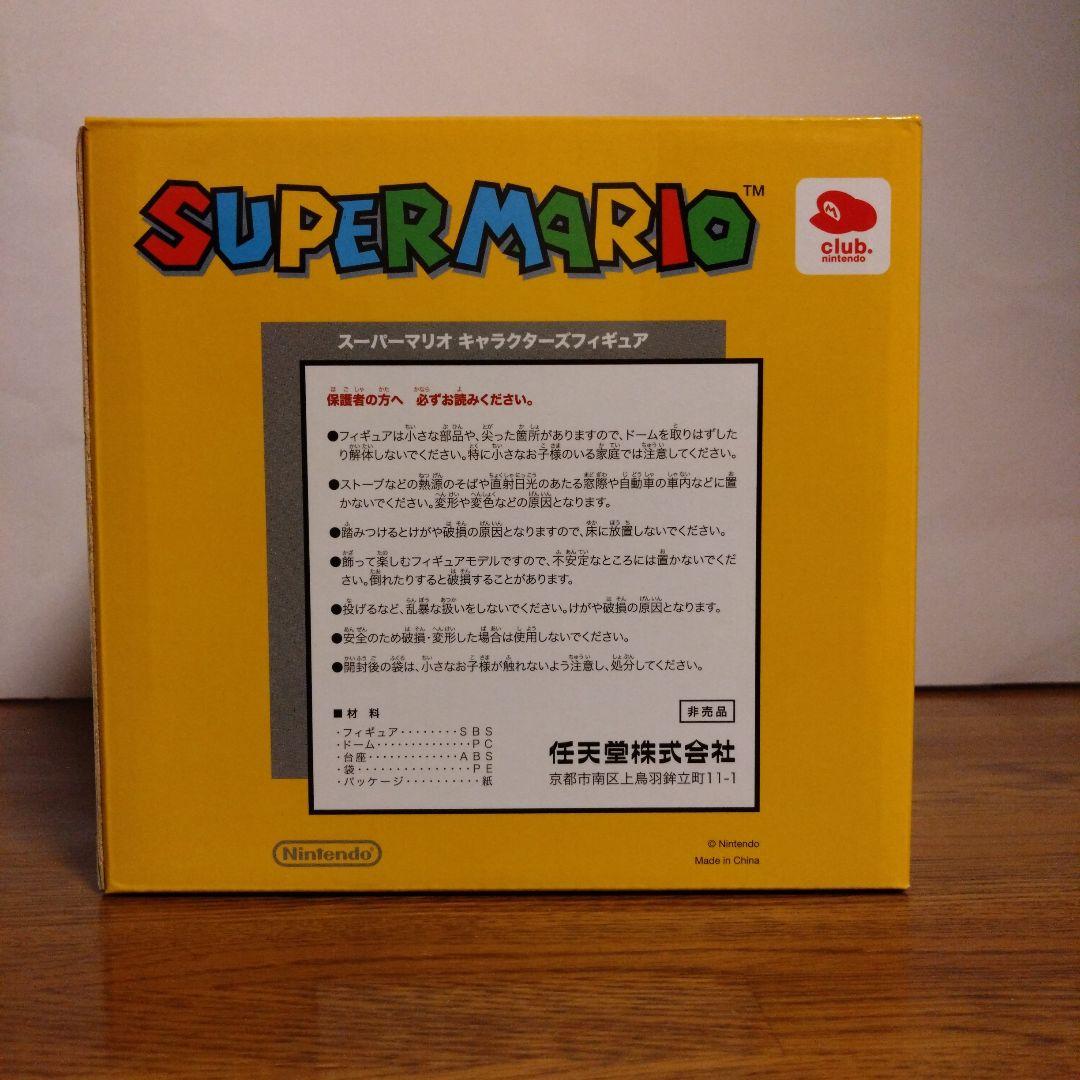 SUPER MARIO™
club.
nintendo
スーパーマリオ キャラクターズフィギュア
保護者の方へ 必ずお読みください。
●フィギュアは小さな部品や、尖った箇所がありますので、ドームを取りはずした
り解体しないでください。特に小さなお子様のいる家庭では注意してください。
●ストーブなどの熱源のそばや直射日光のあたる窓際や自動車の車内などに置
かないでください。変形や変色などの原因となります。
●踏みつけるとけがや破損の原因となりますので、床に放置しないでください。
●飾って楽しむフィギュアモデルですので、不安定なところには置かないでくだ
さい。倒れたりすると破損することがあります。
●投げるなど、乱暴な扱いをしないでください。けがや破損の原因となります。
●安全のため破損・変形した場合は使用しないでください。
●開封後の袋は、小さなお子様が触れないよう注意し、処分してください。
■材 料
非売品
・フィギュア・・・・・・・・SBS
・ドーム・・・・・・・・・・・・・・PC
・台座・・・・・・・・・・・・・ABS
・袋・・・・・・・・・・・・・・・・・PE
・パッケージ・・・・・・・・・・・紙
任天堂株式会社
京都市南区上鳥羽鉾立町11-1
Nintendo
© Nintendo
Made in China